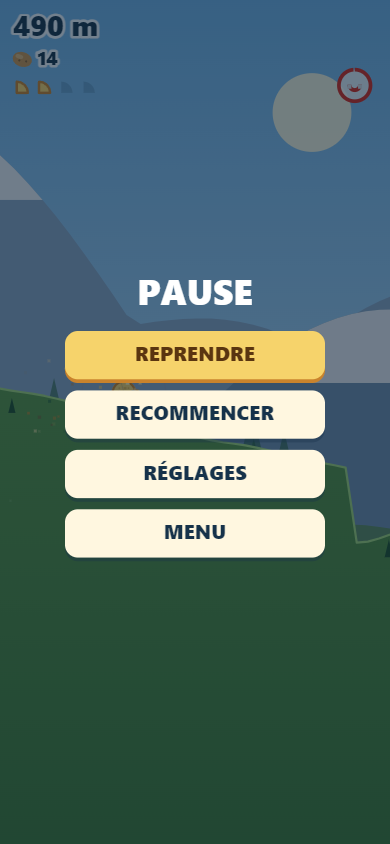 490 m
14
PAUSE
REPRENDRE
RECOMMENCER
RÉGLAGES
MENU